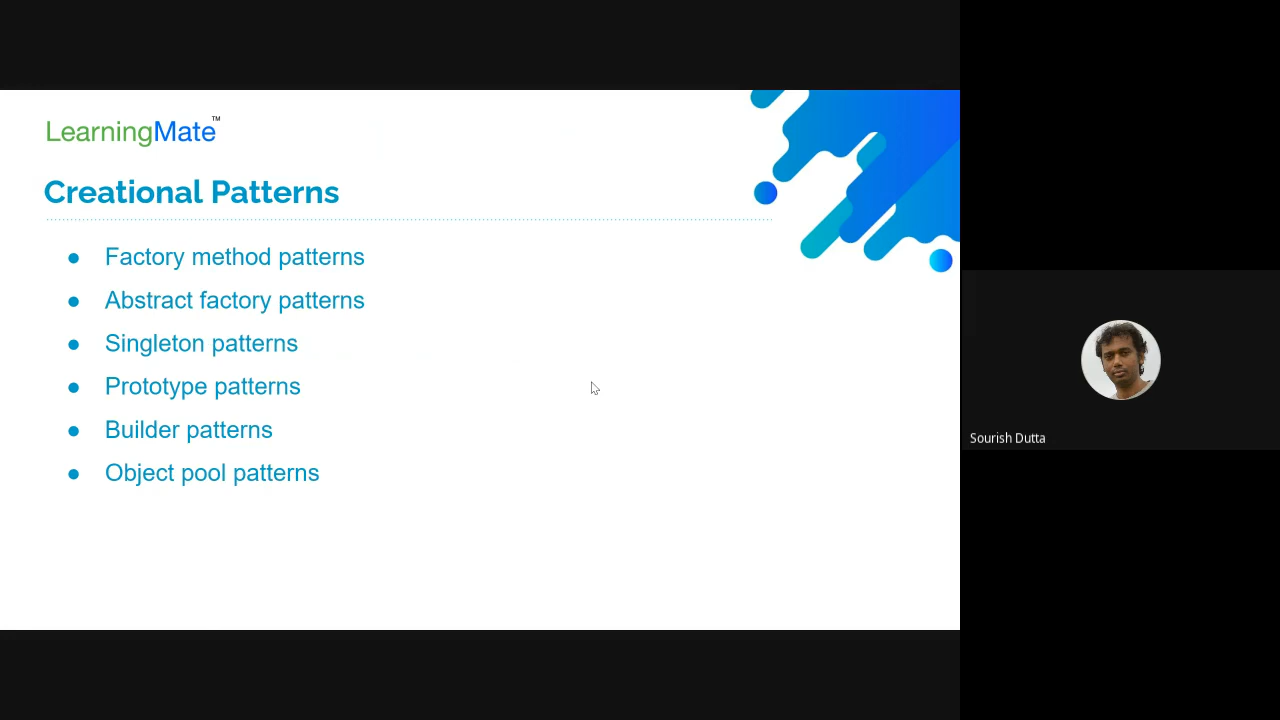 LearningMate™
Creational Patterns
● Factory method patterns
● Abstract factory patterns
● Singleton patterns
● Prototype patterns
● Builder patterns
● Object pool patterns
Sourish Dutta